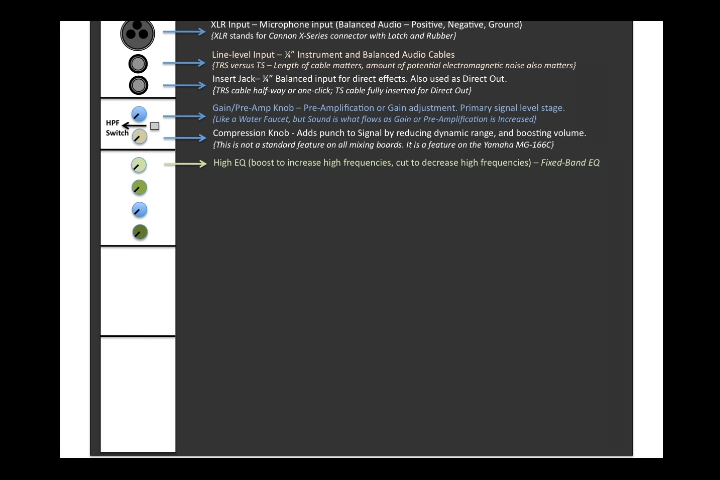 XLR Input – Microphone input (Balanced Audio – Positive, Negative, Ground)
{XLR stands for Cannon X-Series connector with Latch and Rubber}
Line-level Input – ¼” Instrument and Balanced Audio Cables
{TRS versus TS – Length of cable matters, amount of potential electromagnetic noise also matters}
Insert Jack– ¼” Balanced input for direct effects. Also used as Direct Out.
{TRS cable half-way or one-click; TS cable fully inserted for Direct Out}
Gain/Pre-Amp Knob – Pre-Amplification or Gain adjustment. Primary signal level stage.
{Like a Water Faucet, but Sound is what flows as Gain or Pre-Amplification is Increased}
HPF
Switch
Compression Knob - Adds punch to Signal by reducing dynamic range, and boosting volume.
{This is not a standard feature on all mixing boards. It is a feature on the Yamaha MG-166C}
High EQ (boost to increase high frequencies, cut to decrease high frequencies) – Fixed-Band EQ